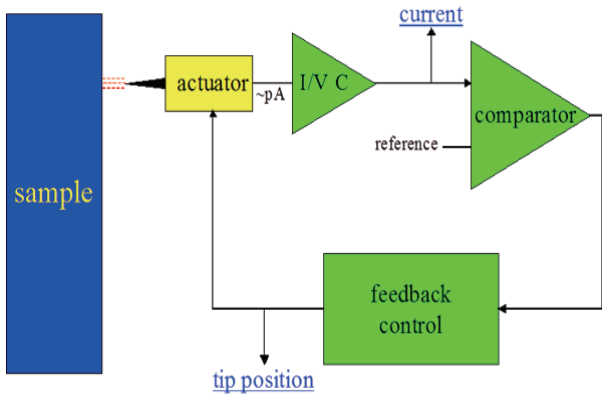 current
actuator
~pA
I/V C
comparator
reference
sample
feedback
control
tip position